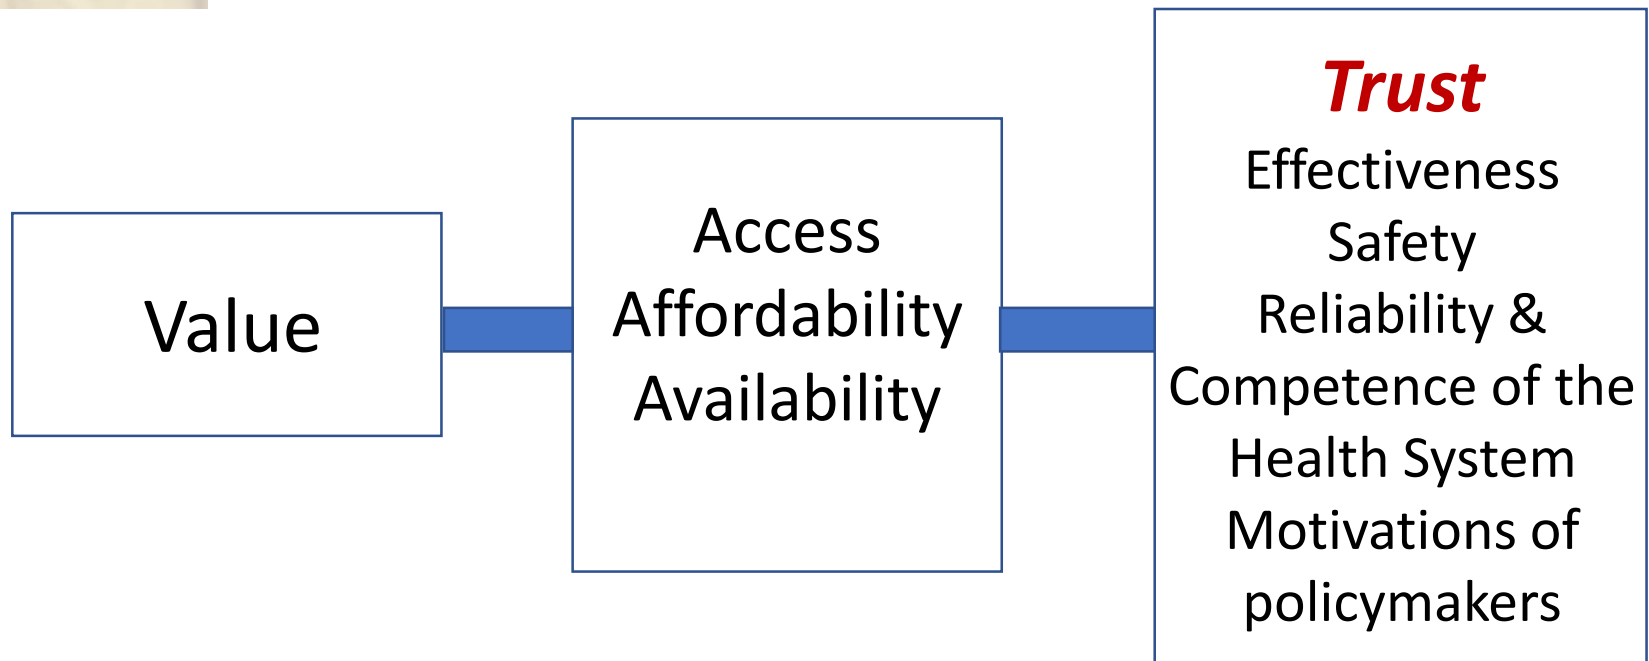 Value
Access
Affordability
Availability
Trust
Effectiveness
Safety
Reliability &
Competence of the
Health System
Motivations of
policymakers